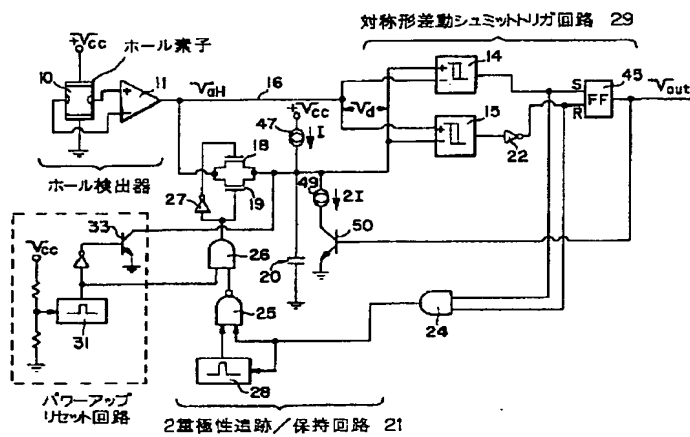 対称形差動シュミットトリガ回路 29
+Vcc
ホール素子
10
11
VaH
16
Vd
14
15
S
R
FF
45
Vout
22
+Vcc
47
I
18
19
27
49
2I
50
20
ホール検出器
33
Vcc
31
26
25
24
28
パワーアップ
リセット回路
2重極性追跡/保持回路 21